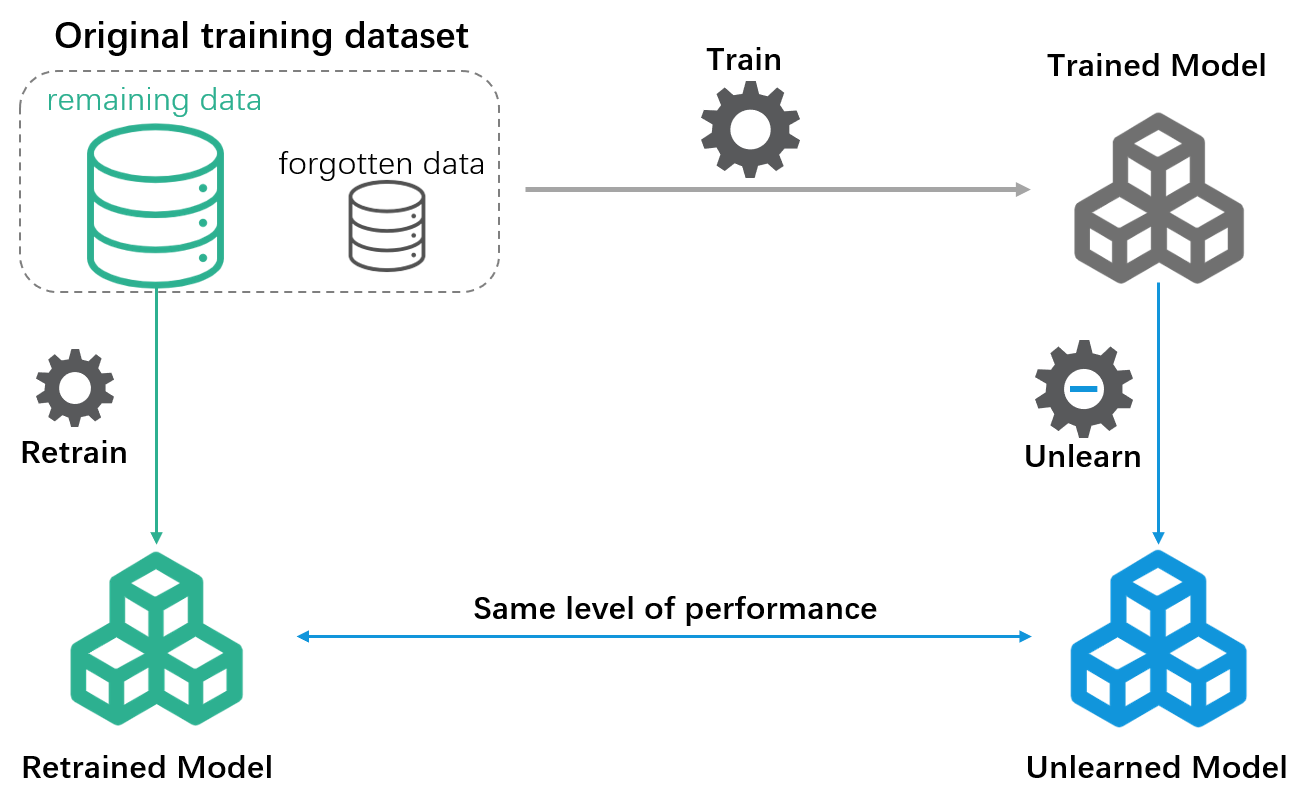 Original training dataset
remaining data
forgotten data
Train
Trained Model
Retrain
Unlearn
Same level of performance
Retrained Model
Unlearned Model